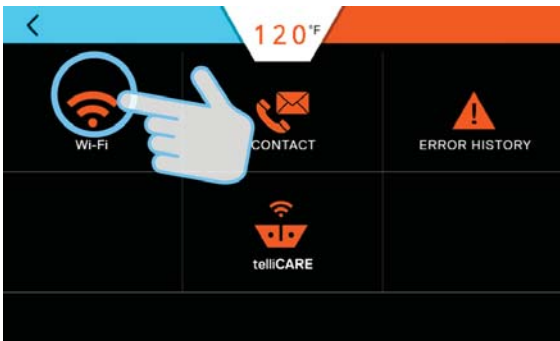 120°F
Wi-Fi
CONTACT
ERROR HISTORY
telliCARE